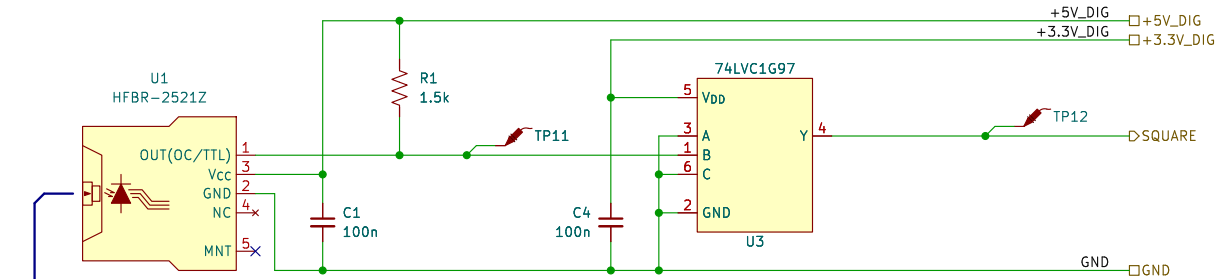 +5V_DIG
+5V_DIG
+3.3V_DIG
+3.3V_DIG
U1
HFBR-2521Z
R1
1.5k
74LVC1G97
5
VDD
TP11
TP12
3
A
Y
4
SQUARE
OUT(OC/TTL)
1
1
B
Vcc
3
6
C
GND
2
NC
4
C1
100n
C4
100n
2
GND
U3
MNT
5
GND
GND